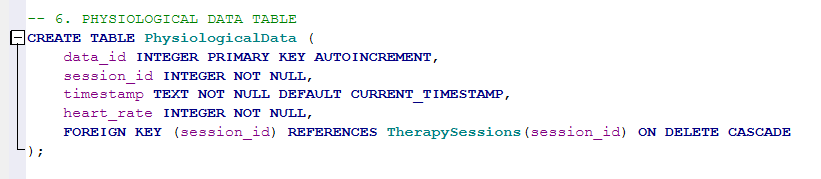 -- 6. PHYSIOLOGICAL DATA TABLE
CREATE TABLE PhysiologicalData (
data_id INTEGER PRIMARY KEY AUTOINCREMENT,
session_id INTEGER NOT NULL,
timestamp TEXT NOT NULL DEFAULT CURRENT_TIMESTAMP,
heart_rate INTEGER NOT NULL,
FOREIGN KEY (session_id) REFERENCES TherapySessions(session_id) ON DELETE CASCADE
);